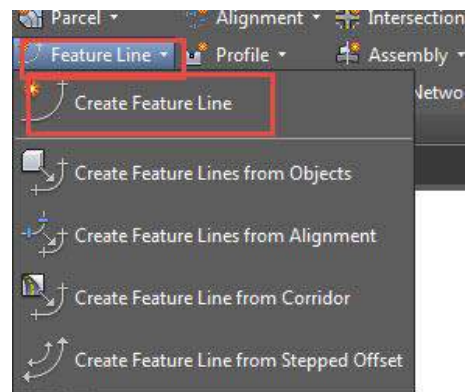 Parcel Alignment Intersection
Feature Line Profile Assembly
Create Feature Line
Create Feature Lines from Objects
Create Feature Lines from Alignment
Create Feature Line from Corridor
Create Feature Line from Stepped Offset